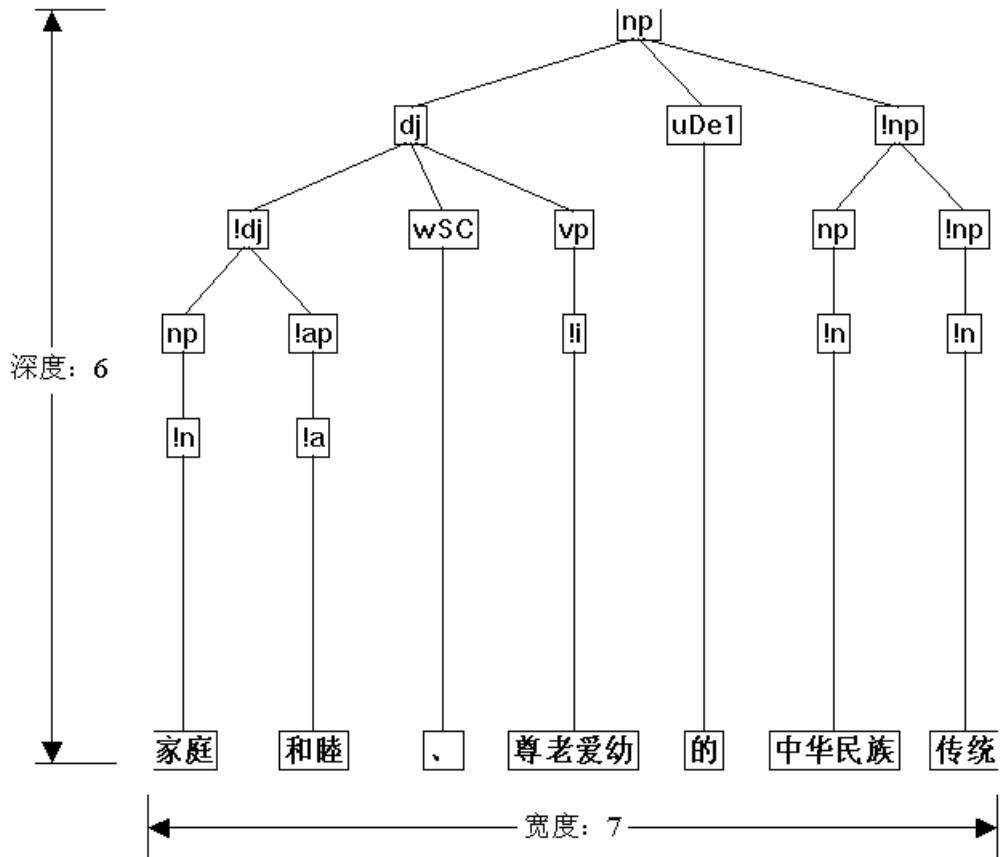 np
dj uDe1 !np
!dj wSC vp np !np
np !ap !i !n !n
深度：6
!n !a
家庭 和睦 、 尊老爱幼 的 中华民族 传统
宽度：7